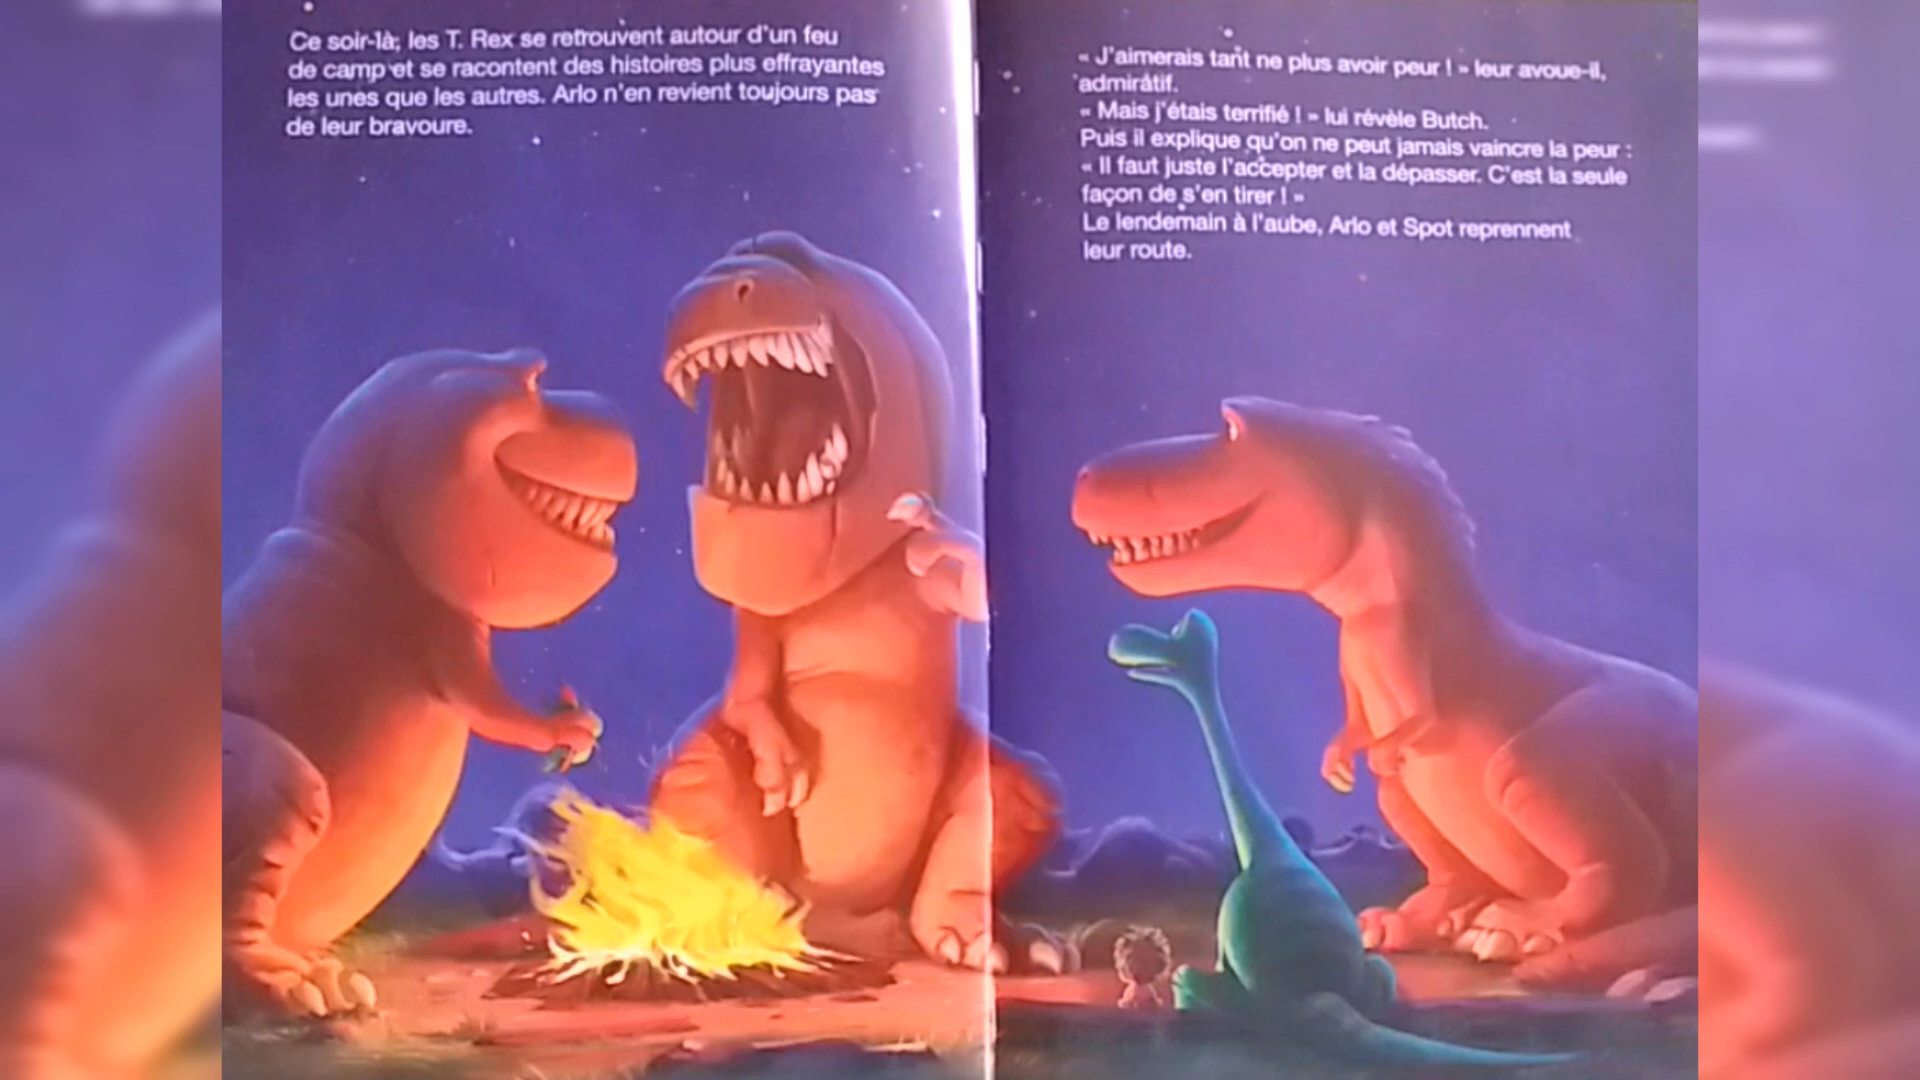 Ce soir-là, les T. Rex se retrouvent autour d'un feu
de camp et se racontent des histoires plus effrayantes
les unes que les autres. Arlo n'en revient toujours pas
de leur bravoure.
« J'aimerais tant ne plus avoir peur ! » leur avoue-il,
admiratif.
« Mais j'étais terrifié ! » lui révèle Butch.
Puis il explique qu'on ne peut jamais vaincre la peur :
« Il faut juste l'accepter et la dépasser. C'est la seule
façon de s'en tirer ! »
Le lendemain à l'aube, Arlo et Spot reprennent
leur route.